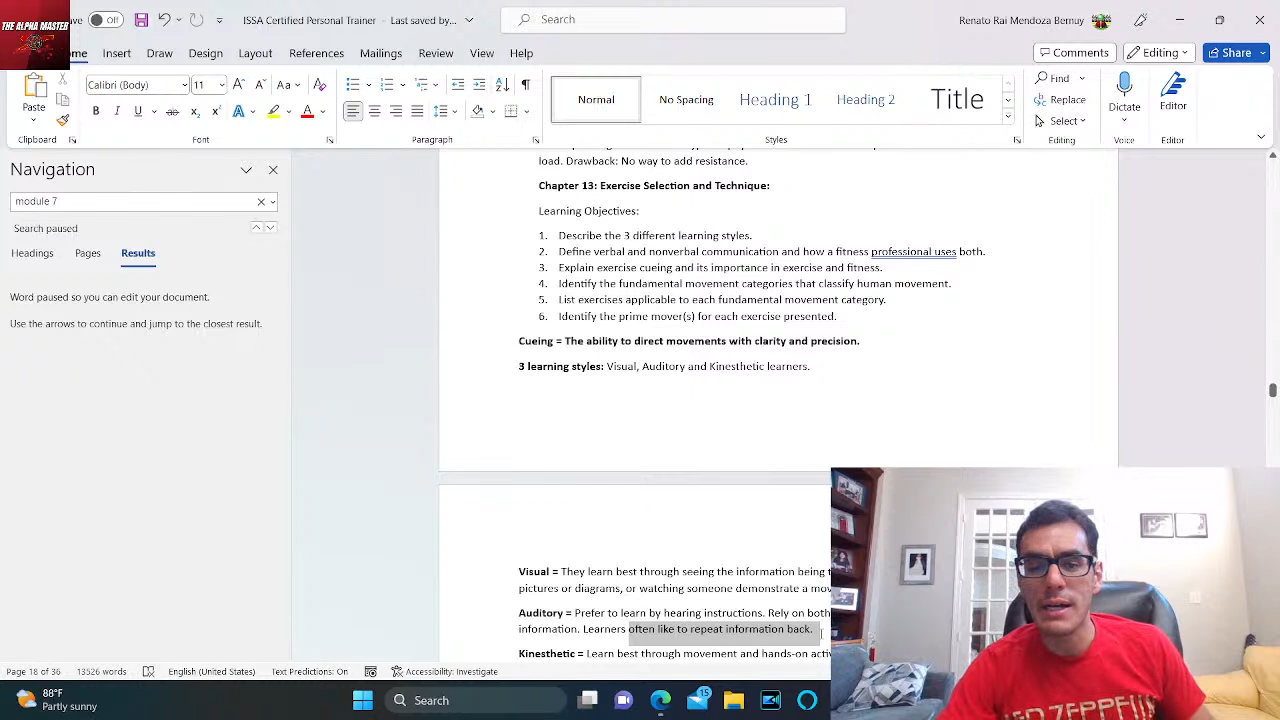 THE ALPHA MASTER
ve
Off
ISSA Certified Personal Trainer - Last saved by...
Search
Renato Rai Mendoza Bernuy
me
Insert
Draw
Design
Layout
References
Mailings
Review
View
Help
Comments
Editing
Share
Paste
Calibri (Body)
11
Normal
No Spacing
Heading 1
Heading 2
Title
Find
Replac
Select
Dictate
Editor
Clipboard
Font
Paragraph
Styles
Editing
Voice
Editor
Navigation
module 7
Search paused
Headings
Pages
Results
Word paused so you can edit your document.
Use the arrows to continue and jump to the closest result.
load. Drawback: No way to add resistance.
Chapter 13: Exercise Selection and Technique:
Learning Objectives:
1. Describe the 3 different learning styles.
2. Define verbal and nonverbal communication and how a fitness professional uses both.
3. Explain exercise cueing and its importance in exercise and fitness.
4. Identify the fundamental movement categories that classify human movement.
5. List exercises applicable to each fundamental movement category.
6. Identify the prime mover(s) for each exercise presented.
Cueing = The ability to direct movements with clarity and precision.
3 learning styles: Visual, Auditory and Kinesthetic learners.
Visual = They learn best through seeing the information being
pictures or diagrams, or watching someone demonstrate a mov
Auditory = Prefer to learn by hearing instructions. Rely on both
information. Learners often like to repeat information back.
Kinesthetic = Learn best through movement and hands-on activ
Page 18 of 36
13526 words
English (United States)
Text Predictions: On
Accessibility: Investigate
88°F
Partly sunny
Search
15
LED ZEPPELIN